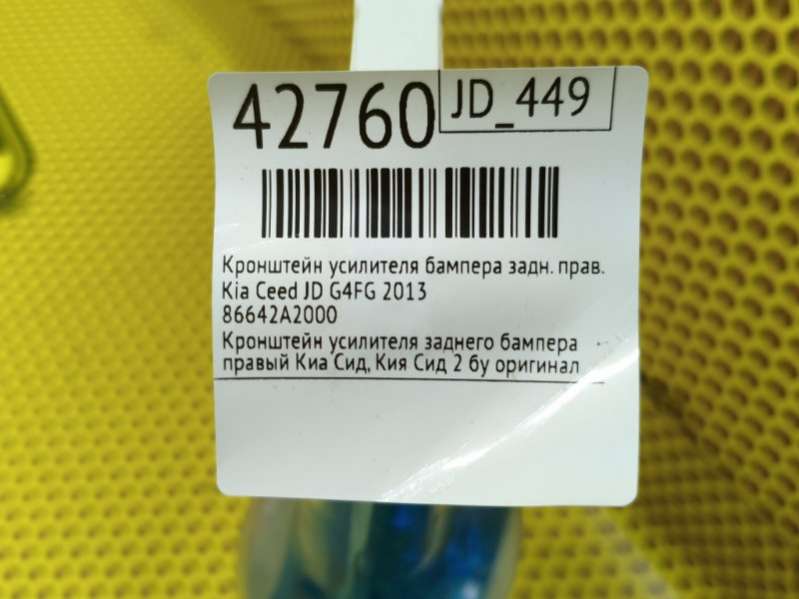 42760
JD_449
Кронштейн усилителя бампера задн. прав.
Kia Ceed JD G4FG 2013
86642A2000
Кронштейн усилителя заднего бампера
правый Киа Сид, Кия Сид 2 бу оригинал